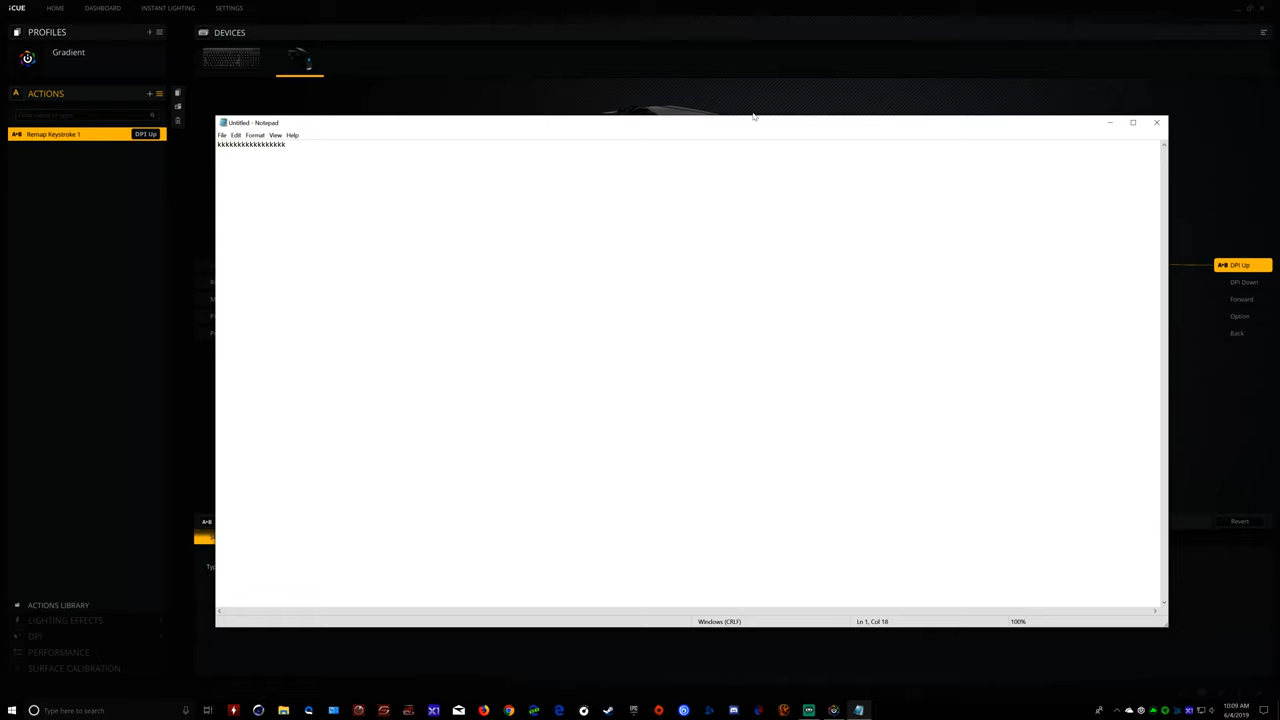 iCUE HOME DASHBOARD INSTANT LIGHTING SETTINGS
PROFILES
DEVICES
Gradient
A ACTIONS
Remap Keystroke 1 DPI Up
Untitled - Notepad
File Edit Format View Help
kkkkkkkkkkkkkkkkk
DPI Up
DPI Down
Forward
Option
Back
Revert
ACTIONS LIBRARY
LIGHTING EFFECTS
DPI
PERFORMANCE
SURFACE CALIBRATION
Windows (CRLF) Ln 1, Col 18 100%
Type here to search
10:09 AM
6/4/2019